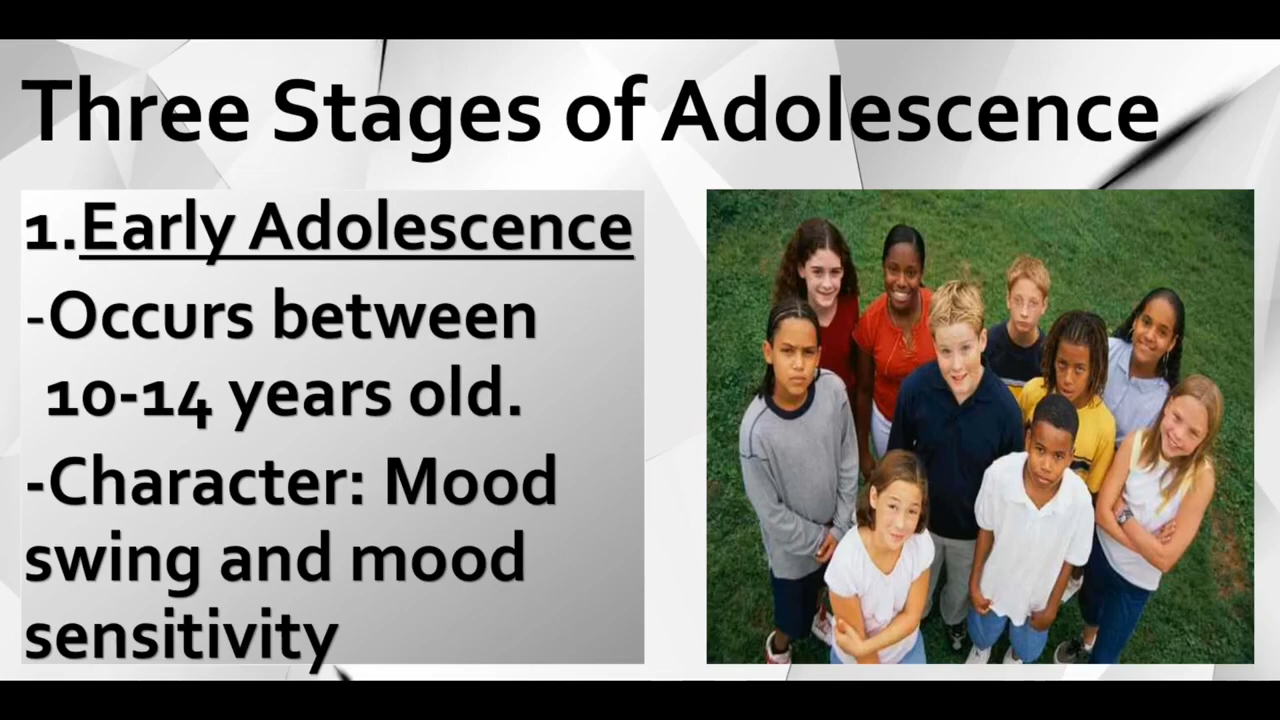 Three Stages of Adolescence
1.Early Adolescence
-Occurs between
10-14 years old.
-Character: Mood
swing and mood
sensitivity